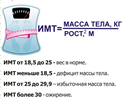 ИМТ= МАССА ТЕЛА, КГ
РОСТ,² М
ИМТ от 18,5 до 25 - вес в норме.
ИМТ меньше 18,5 - дефицит массы тела.
ИМТ от 25 до 29,9 - избыточная масса тела.
ИМТ более 30 - ожирение.